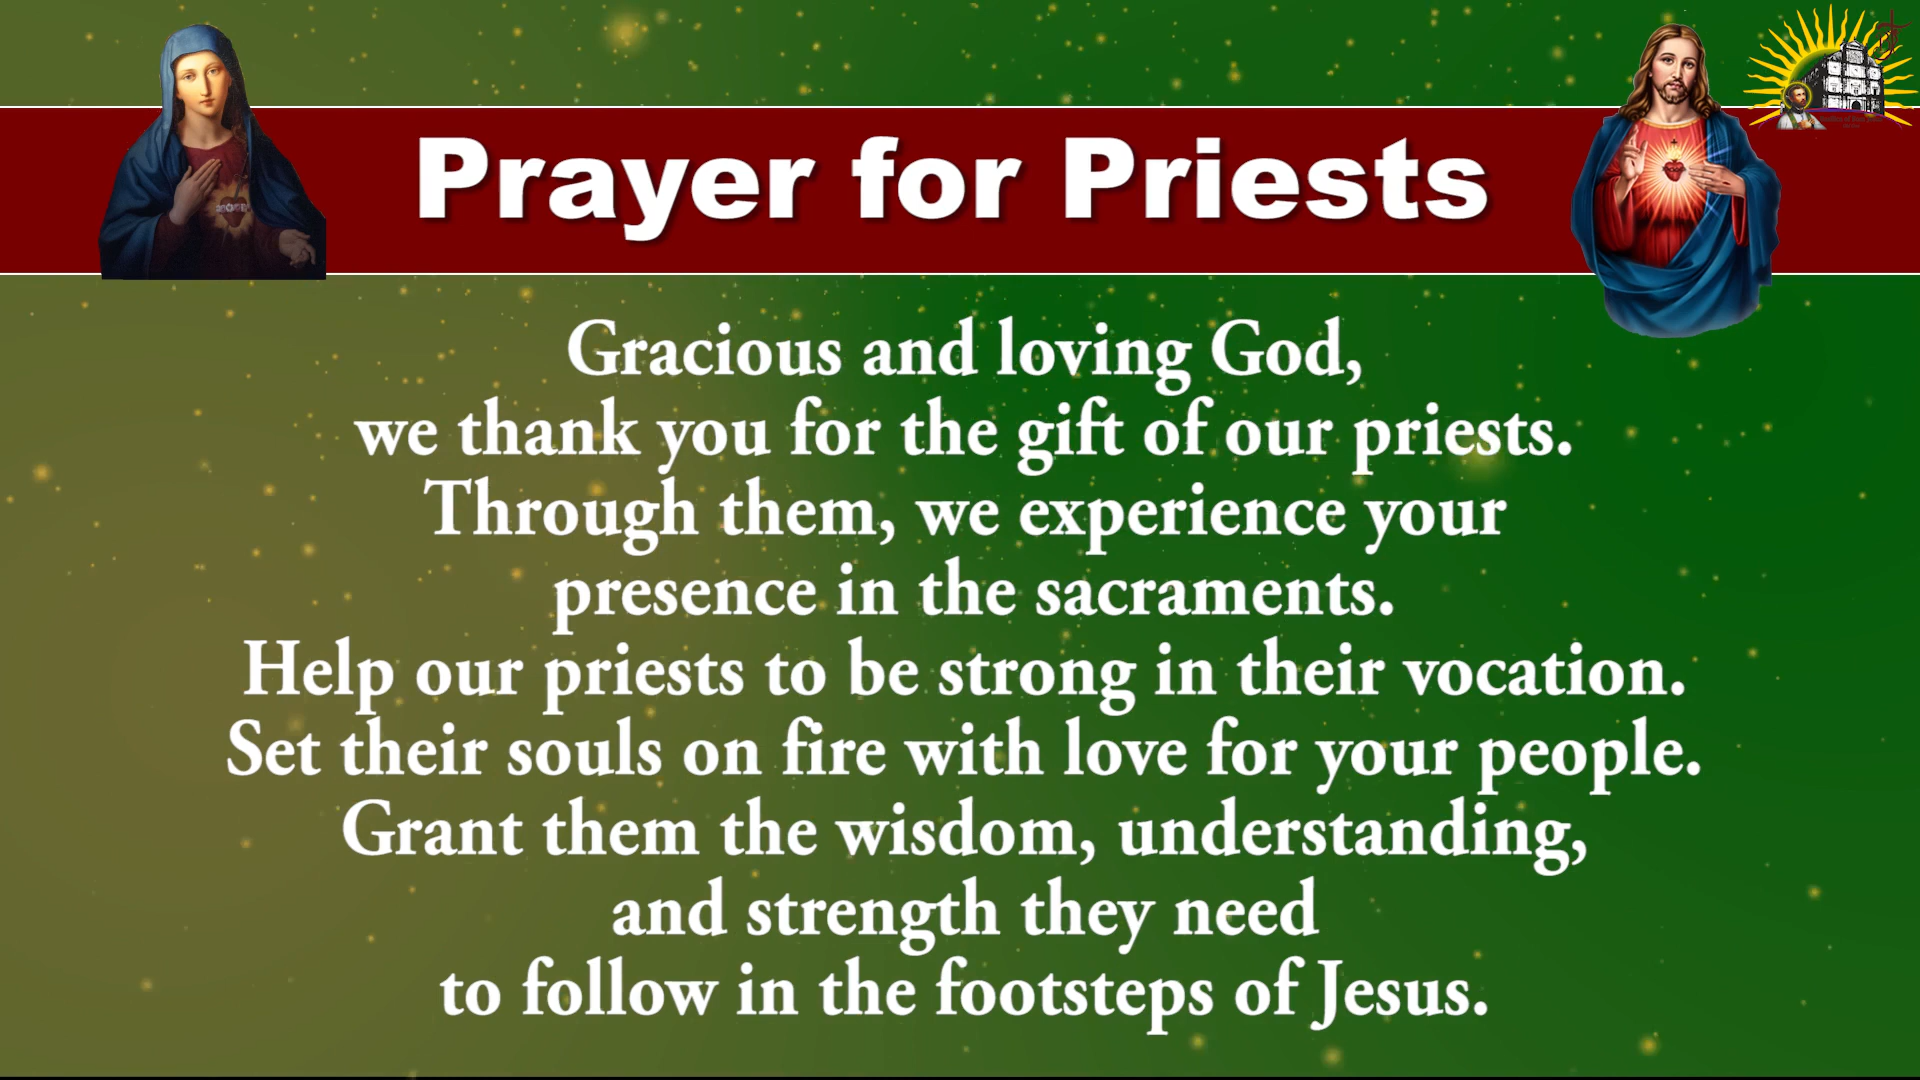 Prayer for Priests
Gracious and loving God,
we thank you for the gift of our priests.
Through them, we experience your
presence in the sacraments.
Help our priests to be strong in their vocation.
Set their souls on fire with love for your people.
Grant them the wisdom, understanding,
and strength they need
to follow in the footsteps of Jesus.